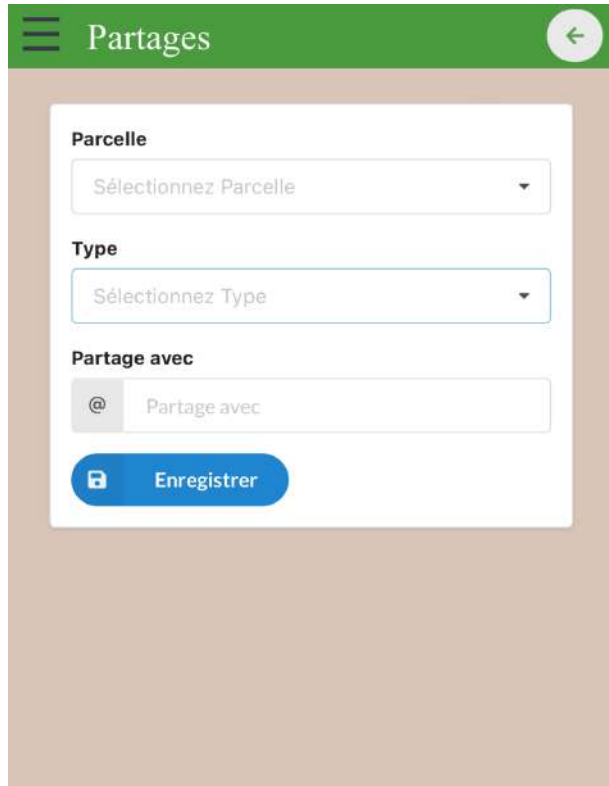 Partages
Parcelle
Sélectionnez Parcelle
Type
Sélectionnez Type
Partage avec
@ Partage avec
Enregistrer